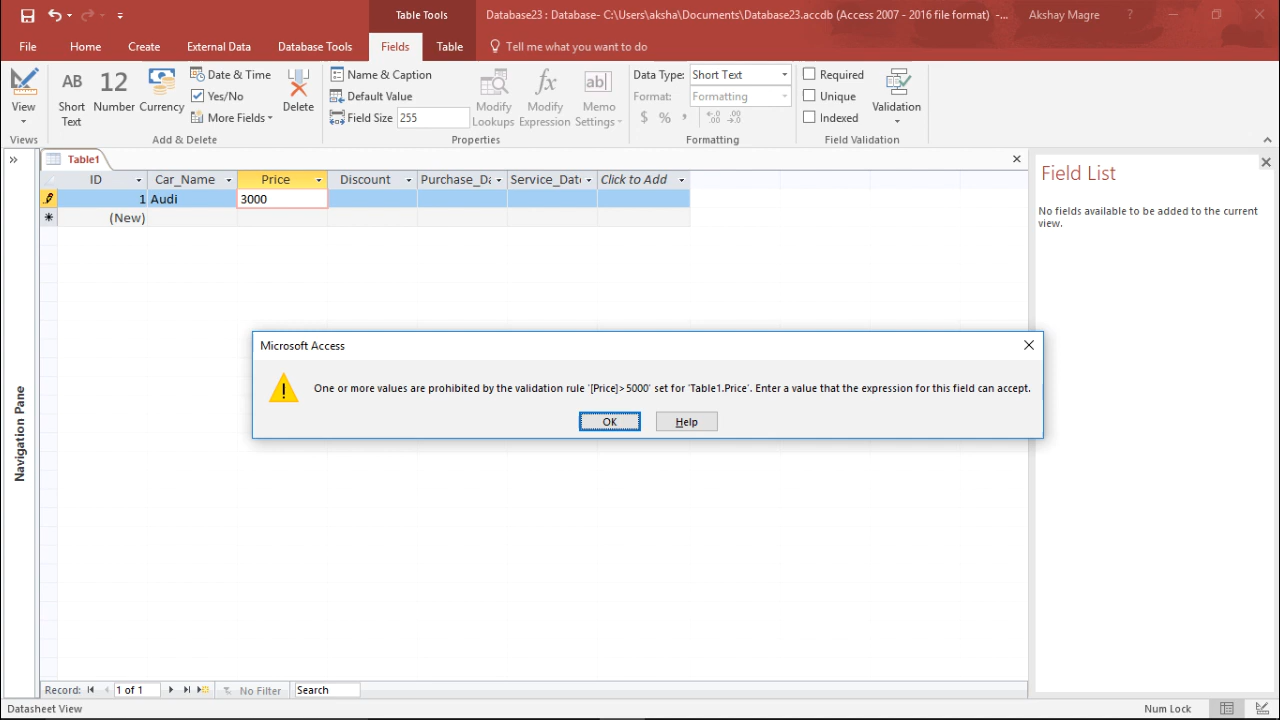 Table Tools
Database23 : Database- C:\Users\aksha\Documents\Database23.accdb (Access 2007 - 2016 file format) -...
Akshay Magre
?
File
Home
Create
External Data
Database Tools
Fields
Table
Tell me what you want to do
View
Views
AB
Short
Text
12
Number
Currency
Date & Time
Yes/No
More Fields
Delete
Add & Delete
Name & Caption
Default Value
Field Size 255
Modify
Lookups
fx
Modify
Expression
ab
Memo
Settings
Properties
Data Type: Short Text
Format: Formatting
$ % ,
Formatting
Required
Unique
Indexed
Validation
Field Validation
Table1
ID Car_Name Price Discount Purchase_Da Service_Date Click to Add
1 Audi 3000
(New)
Navigation Pane
Field List
No fields available to be added to the current
view.
Microsoft Access
One or more values are prohibited by the validation rule '[Price]>5000' set for 'Table1.Price'. Enter a value that the expression for this field can accept.
OK
Help
Record: 1 of 1 No Filter Search
Datasheet View
Num Lock